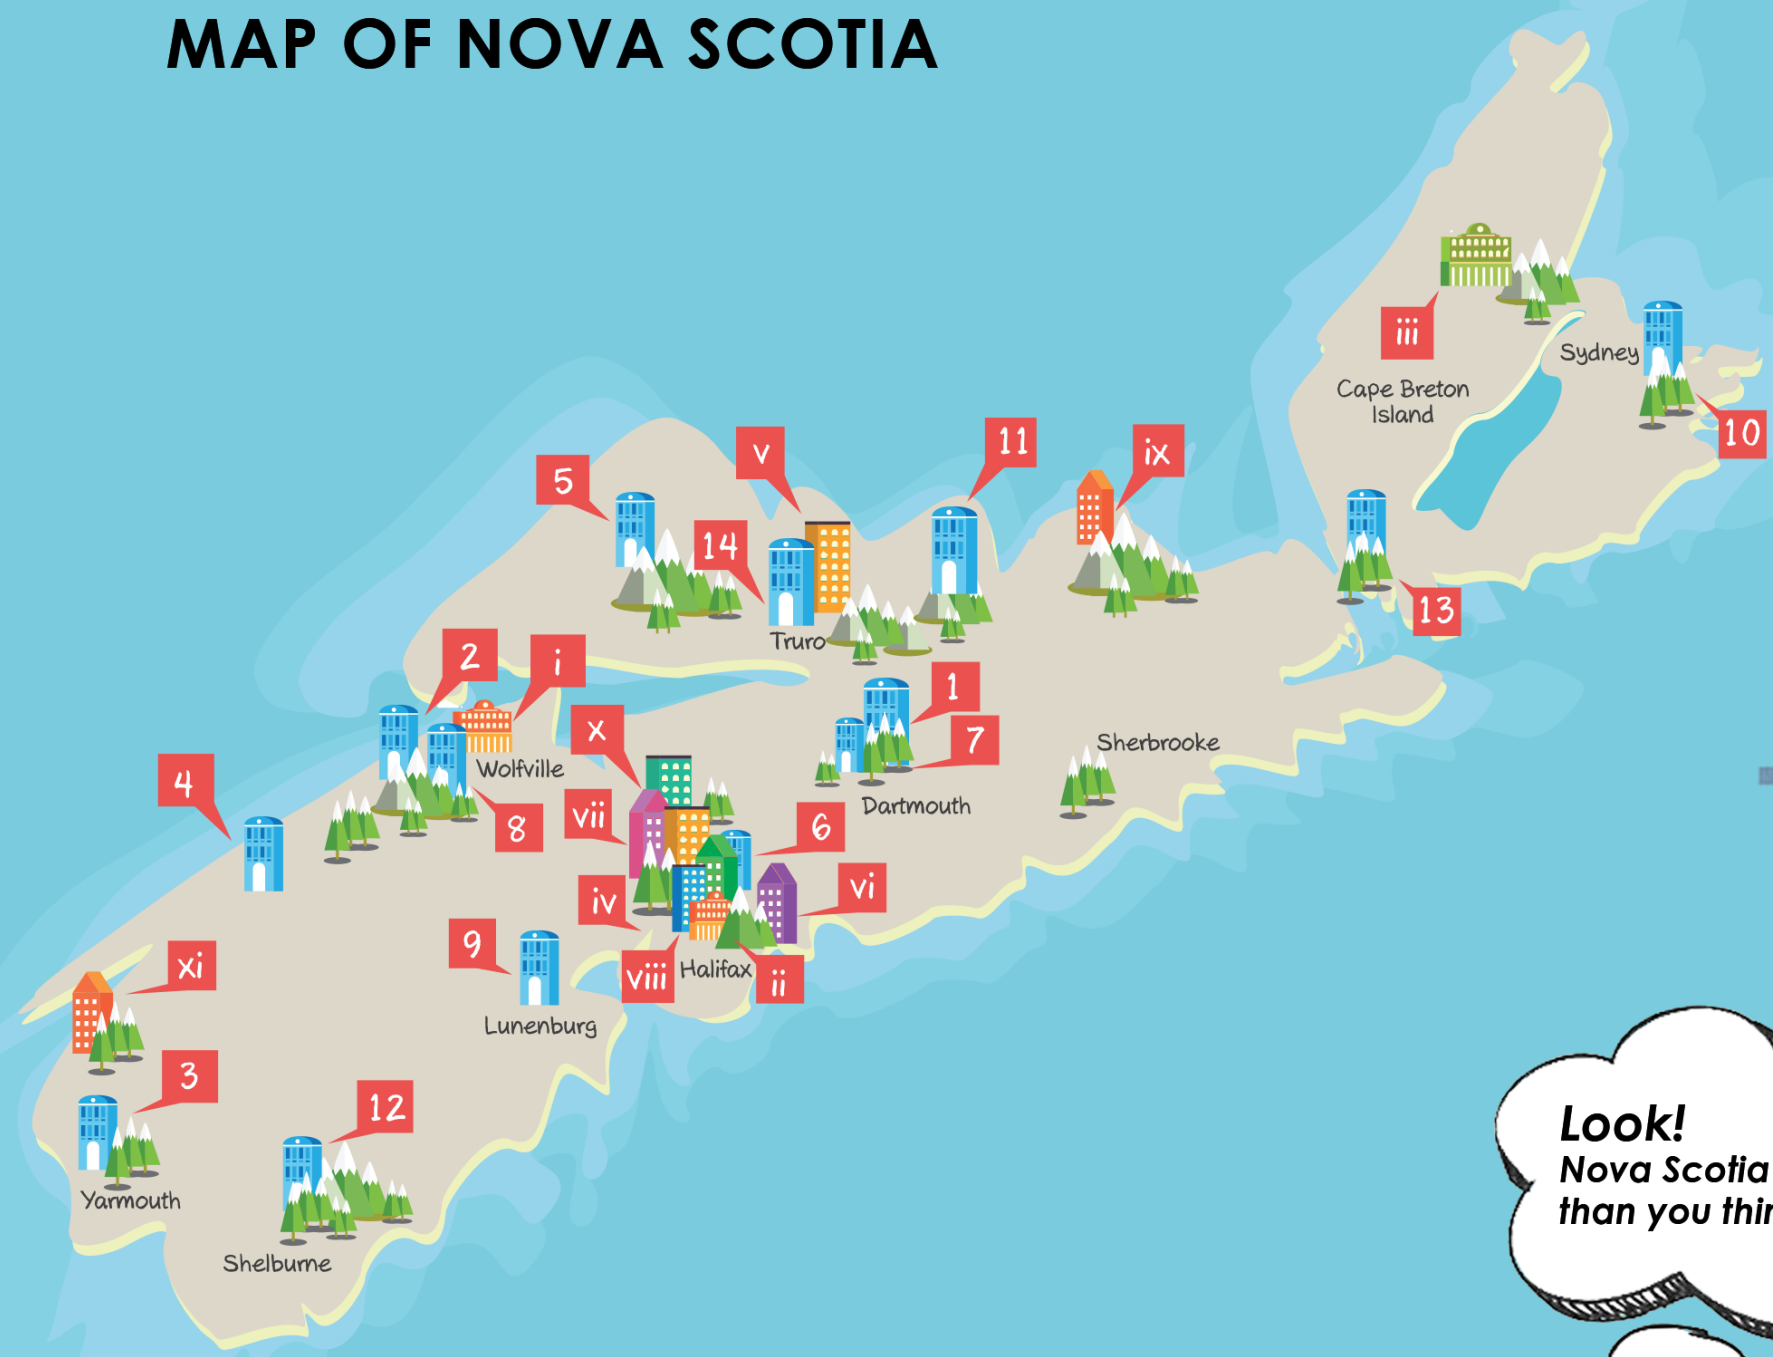 MAP OF NOVA SCOTIA
iii
Sydney
Cape Breton
Island
10
11
ix
v
5
14
13
Truro
2
i
1
x
7
Sherbrooke
Wolfville
4
Dartmouth
vii
8
6
iv
vi
9
xi
viii
Halifax
ii
Lunenburg
3
12
Look!
Nova Scotia
than you
Yarmouth
Shelburne